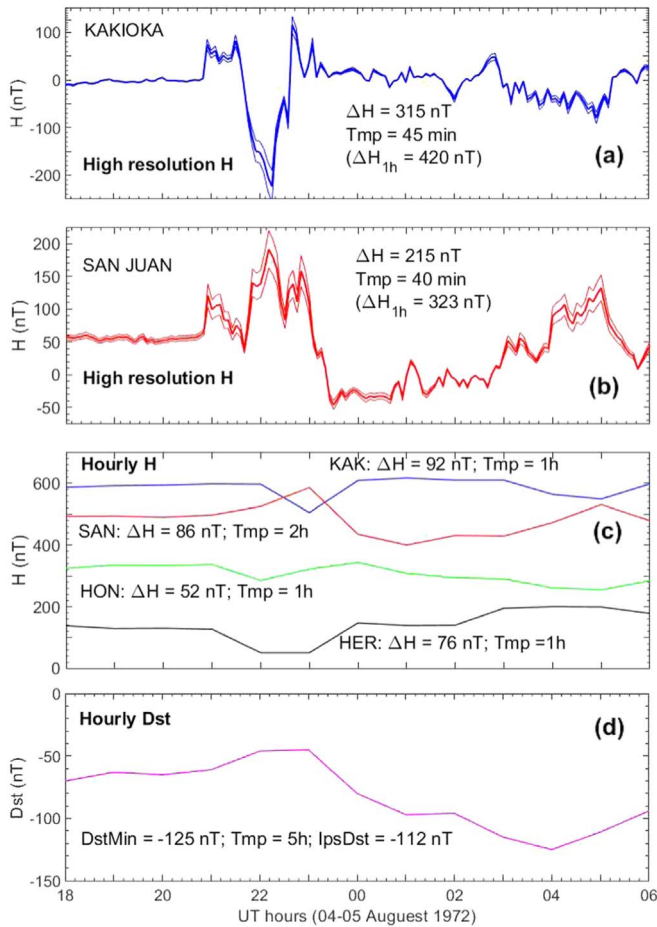 KAKIOKA
100
0
-100
-200
H (nT)
ΔH = 315 nT
Tmp = 45 min
(ΔH1h = 420 nT)
High resolution H
(a)
200
150
100
50
0
-50
H (nT)
SAN JUAN
ΔH = 215 nT
Tmp = 40 min
(ΔH1h = 323 nT)
High resolution H
(b)
Hourly H
KAK: ΔH = 92 nT; Tmp = 1h
600
400
200
0
H (nT)
SAN: ΔH = 86 nT; Tmp = 2h
(c)
HON: ΔH = 52 nT; Tmp = 1h
HER: ΔH = 76 nT; Tmp =1h
0
-50
-100
-150
Dst (nT)
Hourly Dst
(d)
DstMin = -125 nT; Tmp = 5h; IpsDst = -112 nT
18 20 22 00 02 04 06
UT hours (04-05 Auguest 1972)